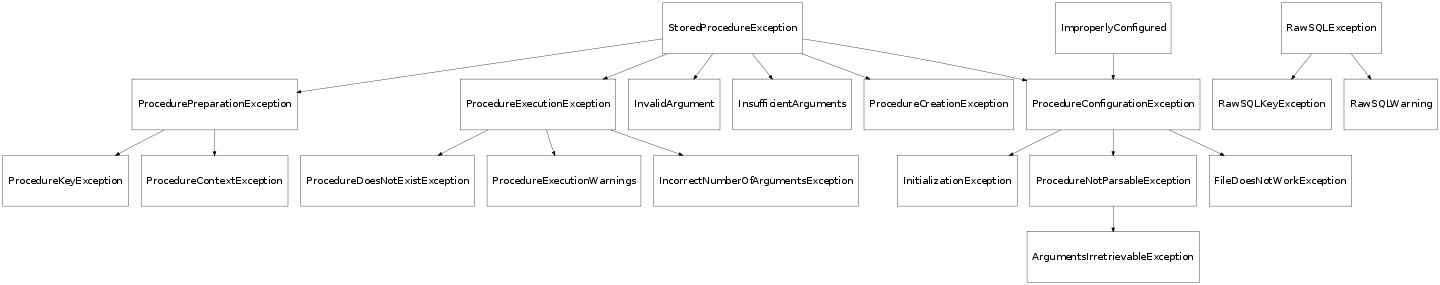 StoredProcedureException
ImproperlyConfigured
RawSQLException
ProcedurePreparationException
ProcedureExecutionException
InvalidArgument
InsufficientArguments
ProcedureCreationException
ProcedureConfigurationException
RawSQLKeyException
RawSQLWarning
ProcedureKeyException
ProcedureContextException
ProcedureDoesNotExistException
ProcedureExecutionWarnings
IncorrectNumberOfArgumentsException
InitializationException
ProcedureNotParsableException
FileDoesNotWorkException
ArgumentsIrretrievableException